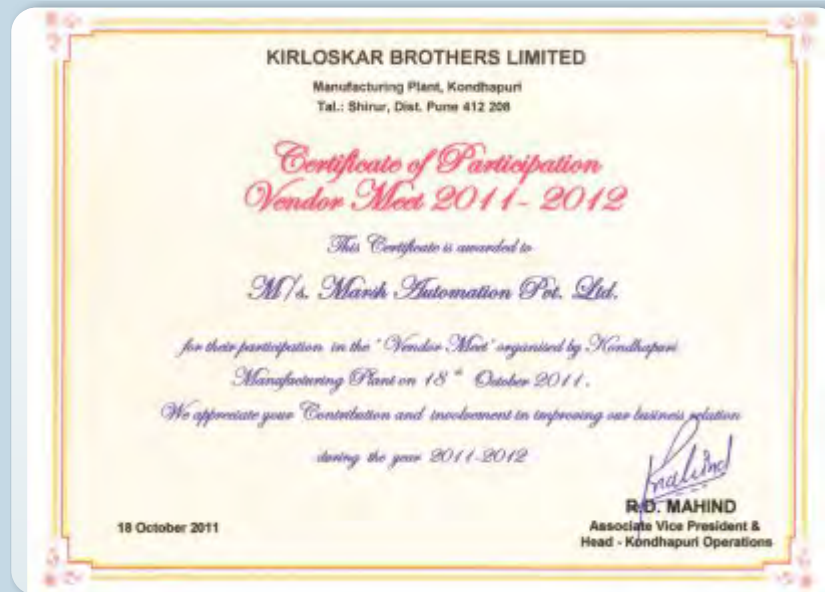 KIRLOSKAR BROTHERS LIMITED
Manufacturing Plant, Kondhapuri
Tal.: Shirur, Dist. Pune 412 208
Certificate of Participation
Vendor Meet 2011-2012
This Certificate is awarded to
M/s. Marsh Automation Pvt. Ltd.
for their participation in the "Vendor Meet' organised by Kondhapuri
Manufacturing Plant on 18th October 2011.
We appreciate your Contribution and involvement in improving our business relation
during the year 2011-2012
R.D. MAHIND
18 October 2011
Associate Vice President &
Head - Kondhapuri Operations